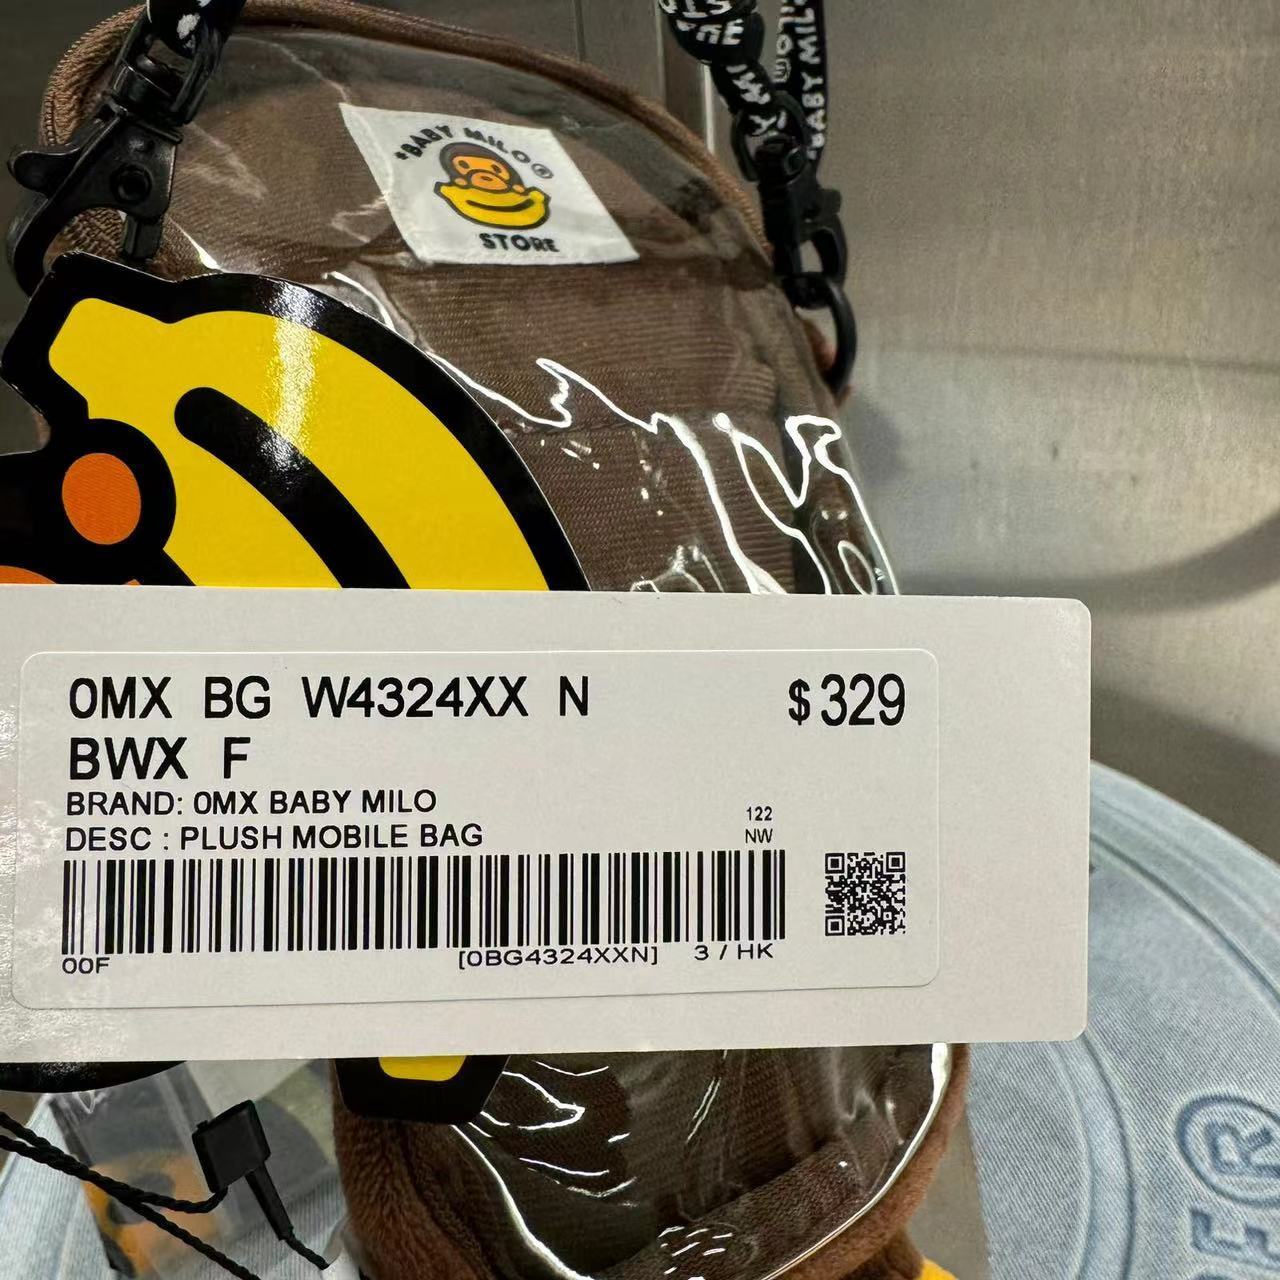 *BABY MILO®
STORE
BABY MILO
0MX BG W4324XX N
$329
BWX F
BRAND: 0MX BABY MILO
DESC : PLUSH MOBILE BAG
122
NW
00F
[0BG4324XXN]
3 / HK